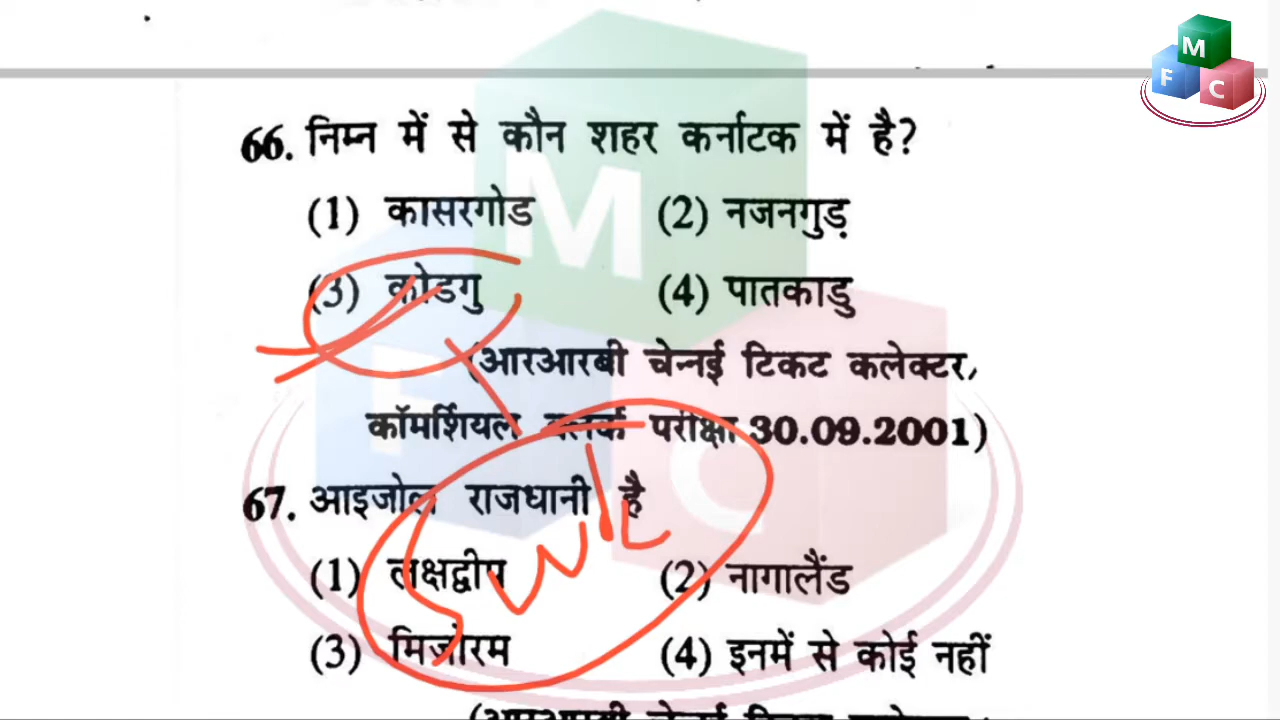 M
F C
66. निम्न में से कौन शहर कर्नाटक में है?
(1) कासरगोड (2) नजनगुड़
(3) कोडगु (4) पातकाडु
(आरआरबी चेन्नई टिकट कलेक्टर,
कॉमर्शियल क्लर्क परीक्षा 30.09.2001)
67. आइजोल राजधानी है
(1) लक्षद्वीप (2) नागालैंड
(3) मिजोरम (4) इनमें से कोई नहीं